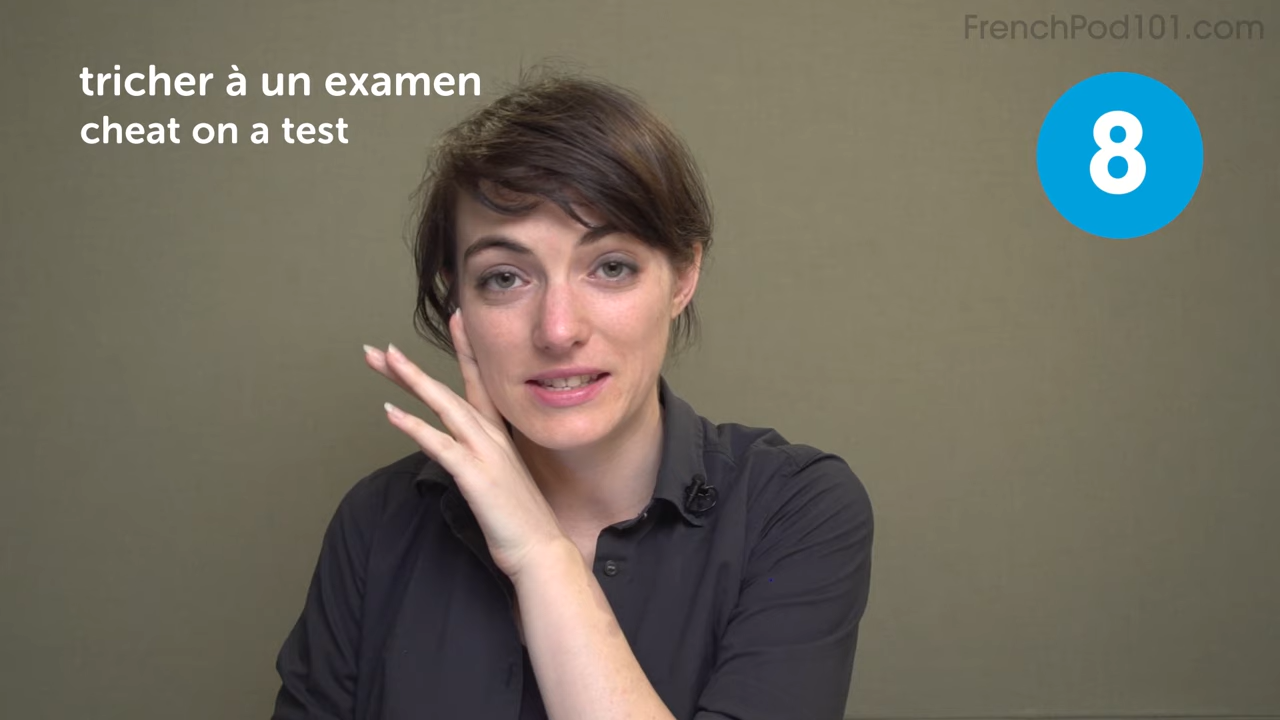 FrenchPod101.com
tricher à un examen
cheat on a test
8